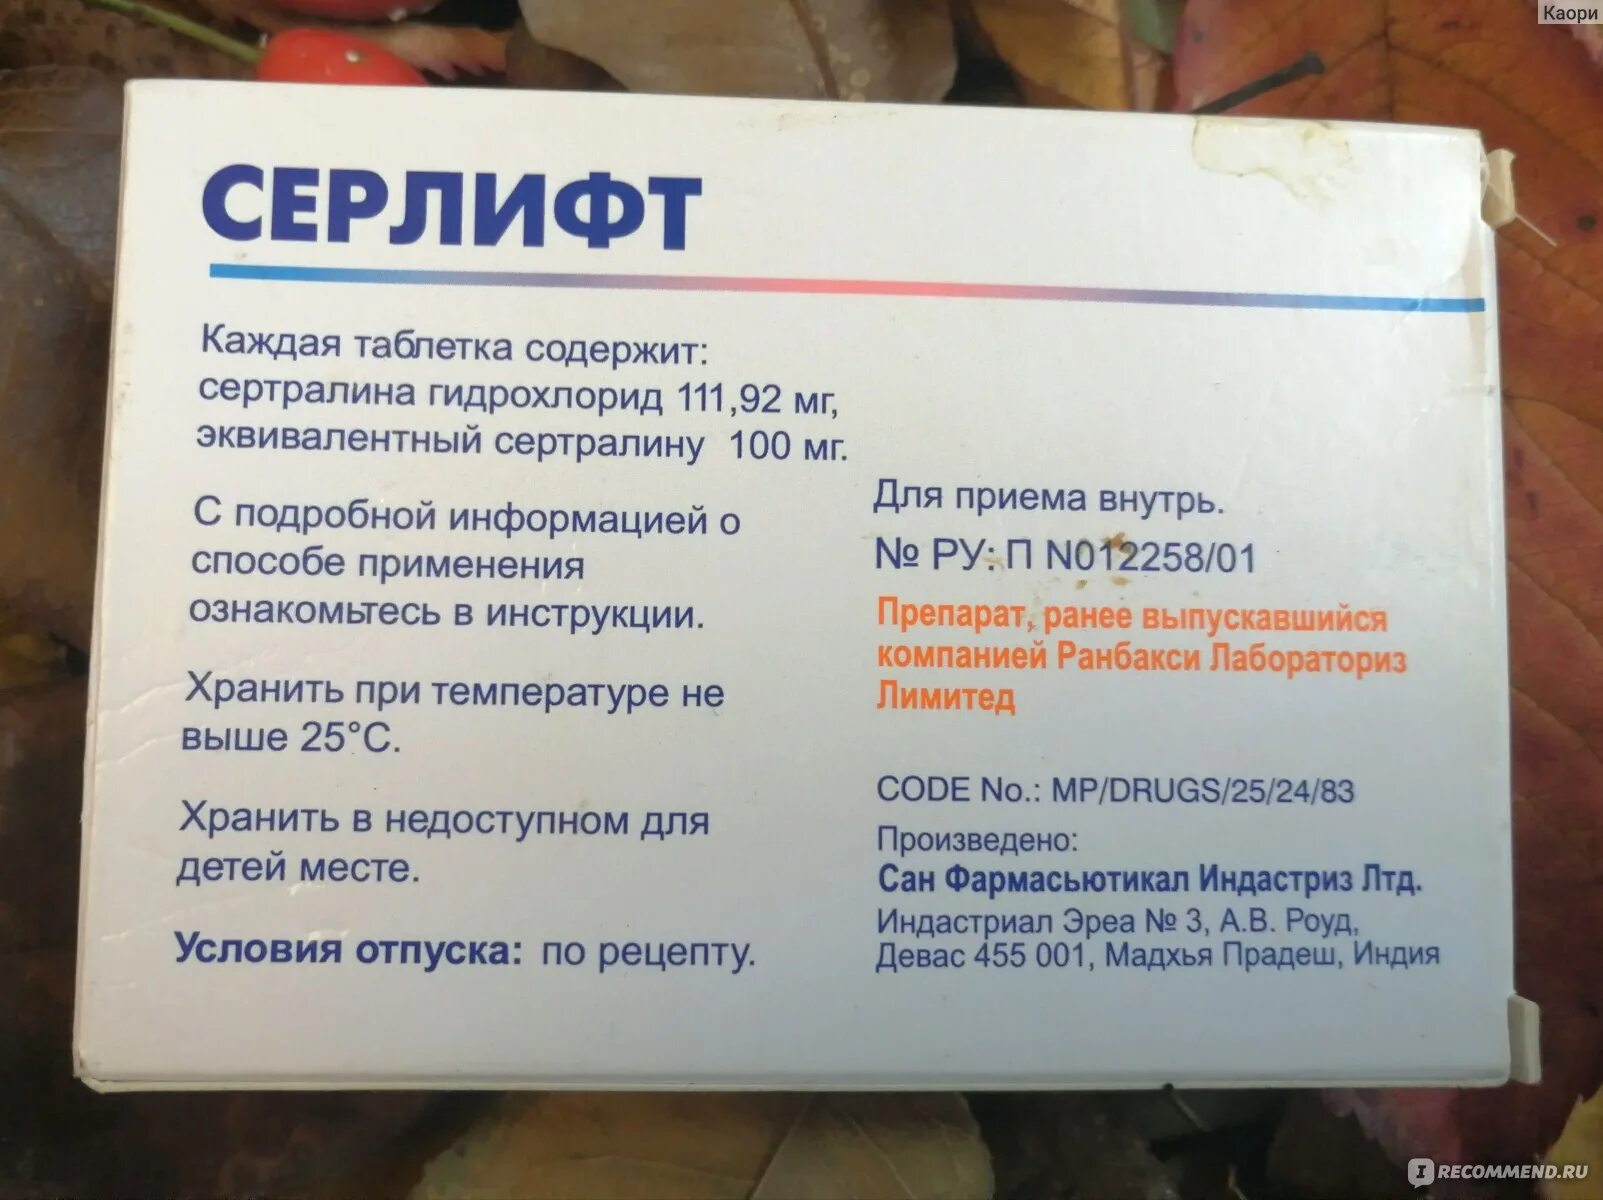 Каори
СЕРЛИФТ
Каждая таблетка содержит:
сертралина гидрохлорид 111,92 мг,
эквивалентный сертралину 100 мг.
С подробной информацией о
способе применения
ознакомьтесь в инструкции.
Хранить при температуре не
выше 25°C.
Хранить в недоступном для
детей месте.
Условия отпуска: по рецепту.
Для приема внутрь.
№ РУ: П N012258/01
Препарат, ранее выпускавшийся
компанией Ранбакси Лабораториз
Лимитед
CODE No.: MP/DRUGS/25/24/83
Произведено:
Сан Фармасьютикал Индастриз Лтд.
Индастриал Эреа № 3, А.В. Роуд,
Девас 455 001, Мадхья Прадеш, Индия
IRECOMMEND.RU